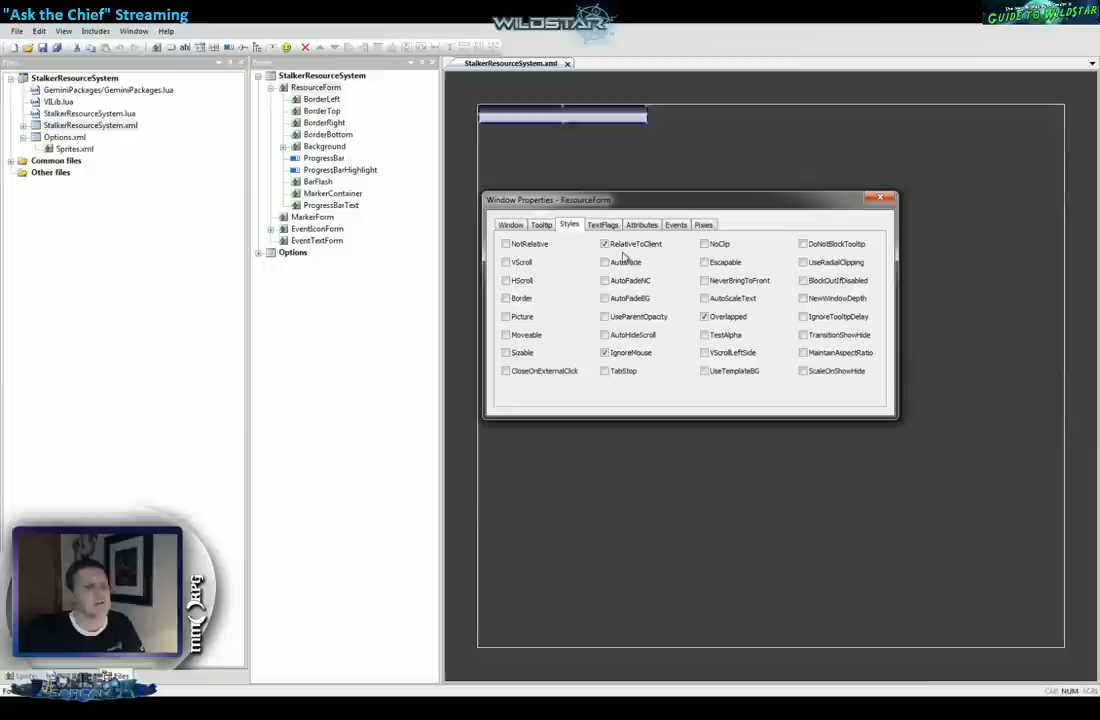 "Ask the Chief" Streaming
WILDSTAR
GUIDE TO WILDSTAR
File Edit View Includes Window Help
StalkerResourceSystem
GeminiPackages/GeminiPackages.lua
VILib.lua
StalkerResourceSystem.lua
StalkerResourceSystem.xml
Options.xml
Sprites.xml
Common files
Other files
StalkerResourceSystem
ResourceForm
BorderLeft
BorderTop
BorderRight
BorderBottom
Background
ProgressBar
ProgressBarHighlight
BarFlash
MarkerContainer
ProgressBarText
MarkerForm
EventIconForm
EventTextForm
Options
StalkerResourceSystem.xml
Window Properties - ResourceForm
Window Tooltip Styles TextFlags Attributes Events Pixies
NotRelative RelativeToClient NoClip DoNotBlockTooltip
VScroll AutoFade Escapable UseRadialClipping
HScroll AutoFadeNC NeverBringToFront BlockOutIfDisabled
Border AutoFadeBG AutoScaleText NewWindowDepth
Picture UseParentOpacity Overlapped IgnoreTooltipDelay
Moveable AutoHideScroll TestAlpha TransitionShowHide
Sizable IgnoreMouse VScrollLeftSide MaintainAspectRatio
CloseOnExternalClick TabStop UseTemplateBG ScaleOnShowHide
mmorpg
Files
CAP NUM SCRL